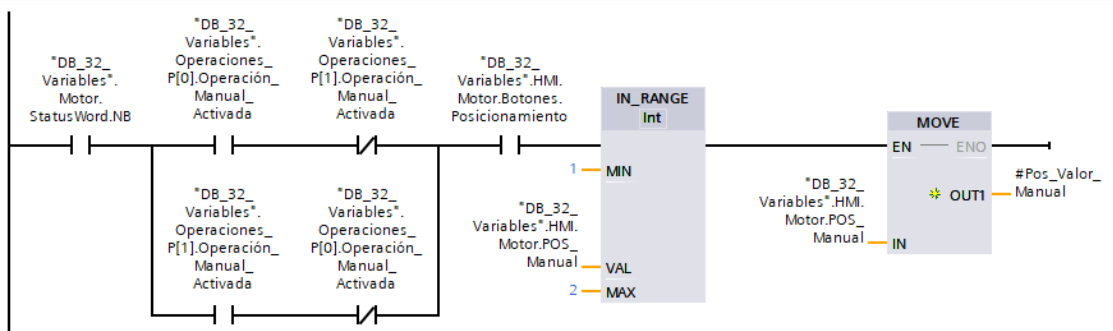 "DB_32_
Variables".
Motor.
StatusWord.NB
"DB_32_
Variables".
Operaciones_
P[0].Operación_
Manual_
Activada
"DB_32_
Variables".
Operaciones_
P[1].Operación_
Manual_
Activada
"DB_32_
Variables".HMI.
Motor.Botones.
Posicionamiento
IN_RANGE
Int
1
MIN
"DB_32_
Variables".HMI.
Motor.POS_
Manual
VAL
2
MAX
MOVE
EN
ENO
"DB_32_
Variables".HMI.
Motor.POS_
Manual
IN
OUT1
#Pos_Valor_
Manual
"DB_32_
Variables".
Operaciones_
P[1].Operación_
Manual_
Activada
"DB_32_
Variables".
Operaciones_
P[0].Operación_
Manual_
Activada